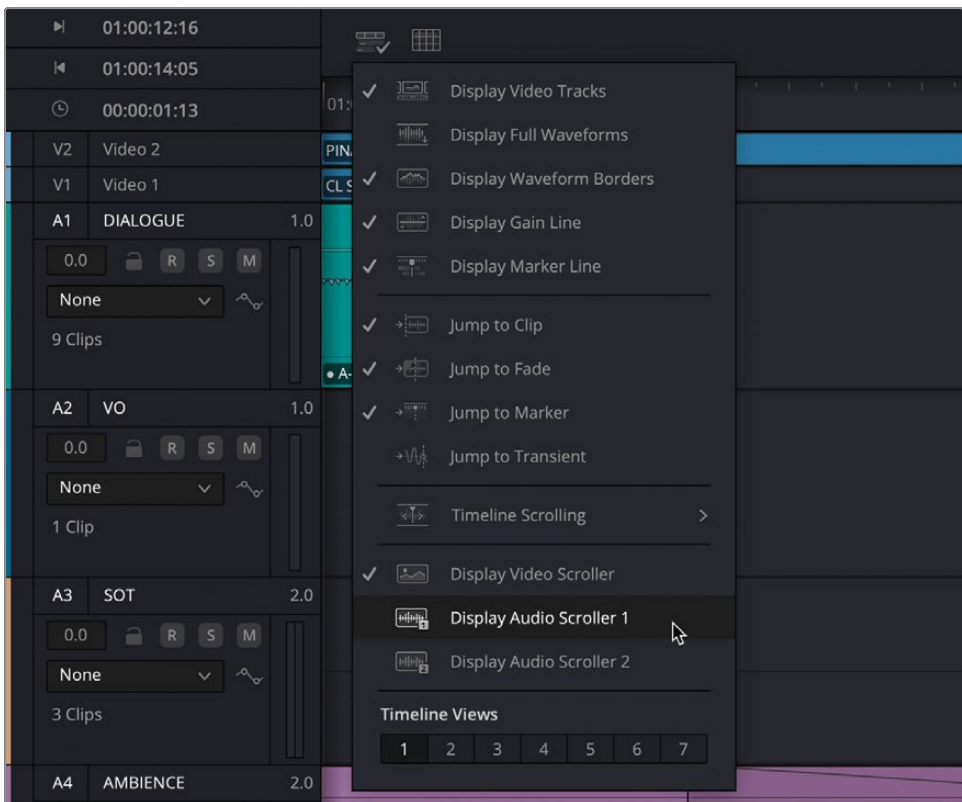 01:00:12:16
01:00:14:05
00:00:01:13
01:
V2 Video 2
PIN
V1 Video 1
CL S
A1 DIALOGUE 1.0
0.0 R S M
None
9 Clips
A-
A2 VO 1.0
0.0 R S M
None
1 Clip
A3 SOT 2.0
0.0 R S M
None
3 Clips
A4 AMBIENCE 2.0
Display Video Tracks
Display Full Waveforms
Display Waveform Borders
Display Gain Line
Display Marker Line
Jump to Clip
Jump to Fade
Jump to Marker
Jump to Transient
Timeline Scrolling
Display Video Scroller
1 Display Audio Scroller 1
2 Display Audio Scroller 2
Timeline Views
1 2 3 4 5 6 7